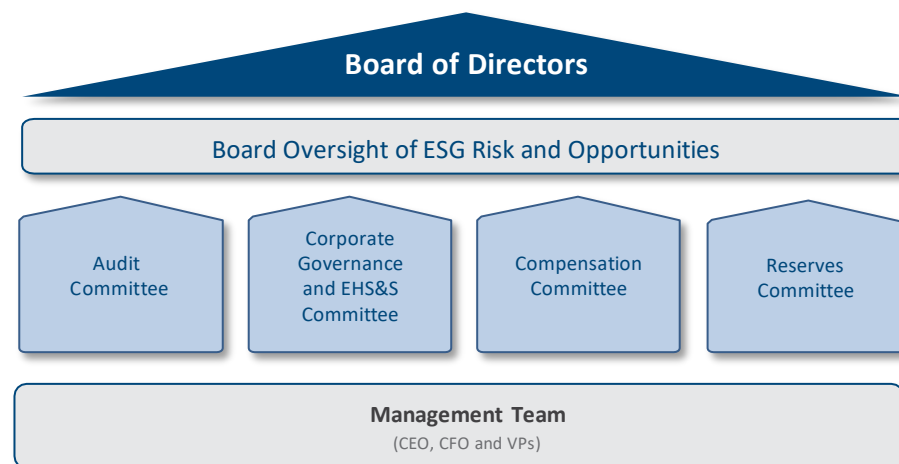 Board of Directors
Board Oversight of ESG Risk and Opportunities
Audit
Committee
Corporate
Governance
and EHS&S
Committee
Compensation
Committee
Reserves
Committee
Management Team
(CEO, CFO and VPs)